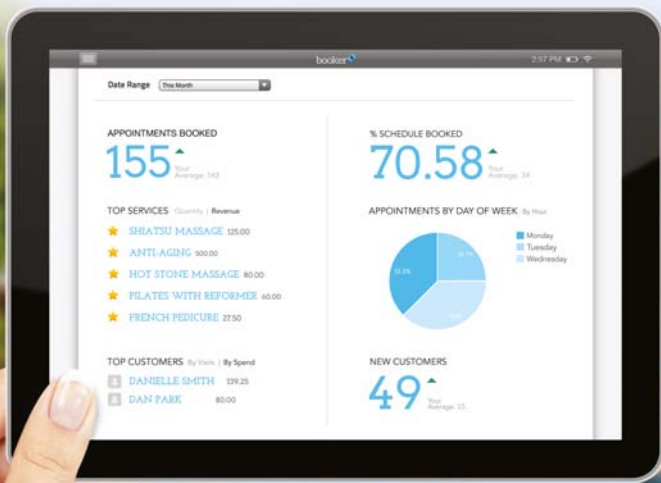 booker
2:57 PM
Date Range This Month
APPOINTMENTS BOOKED
155
Your
Average: 145
TOP SERVICES Quantity | Revenue
SHIATSU MASSAGE 125.00
ANTI-AGING 500.00
HOT STONE MASSAGE 80.00
PILATES WITH REFORMER 60.00
FRENCH PEDICURE 27.50
TOP CUSTOMERS By Visits | By Spend
DANIELLE SMITH 139.25
DAN PARK 80.00
% SCHEDULE BOOKED
70.58
Your
Average: 34
APPOINTMENTS BY DAY OF WEEK By Hour
Monday
Tuesday
Wednesday
NEW CUSTOMERS
49
Your
Average: 33